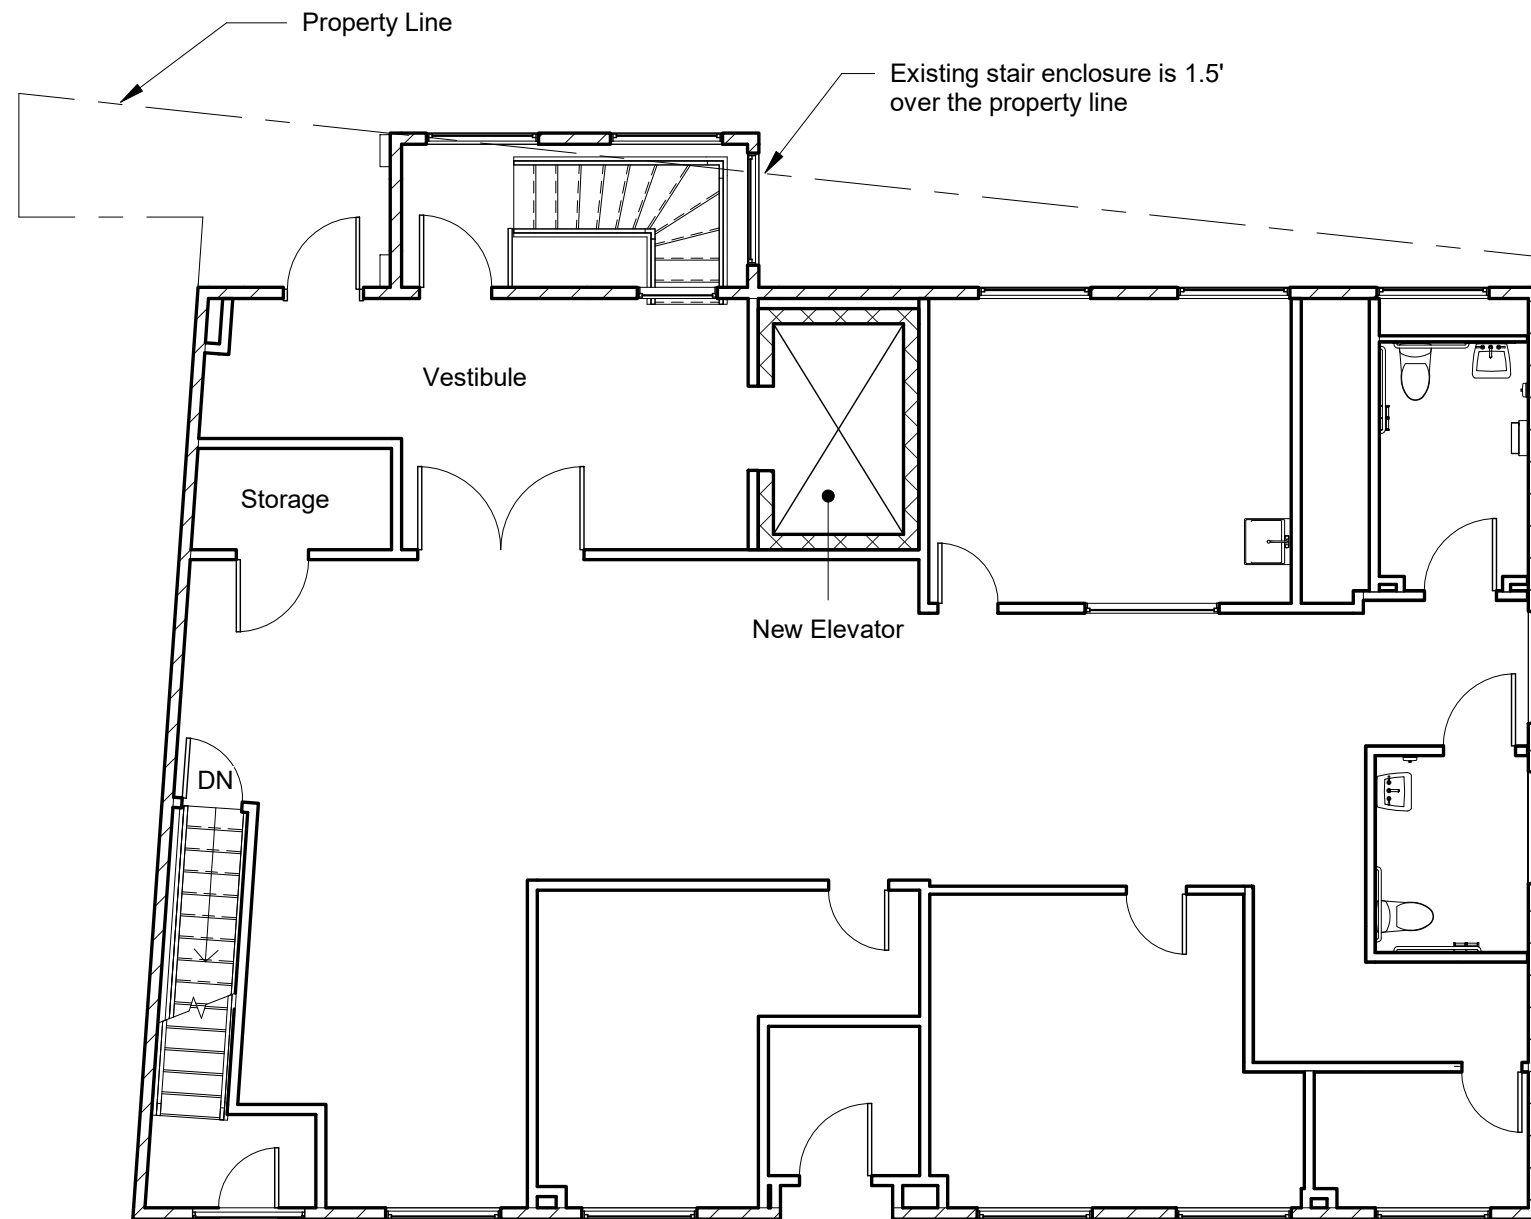 Property Line
Existing stair enclosure is 1.5'
over the property line
Vestibule
Storage
New Elevator
DN